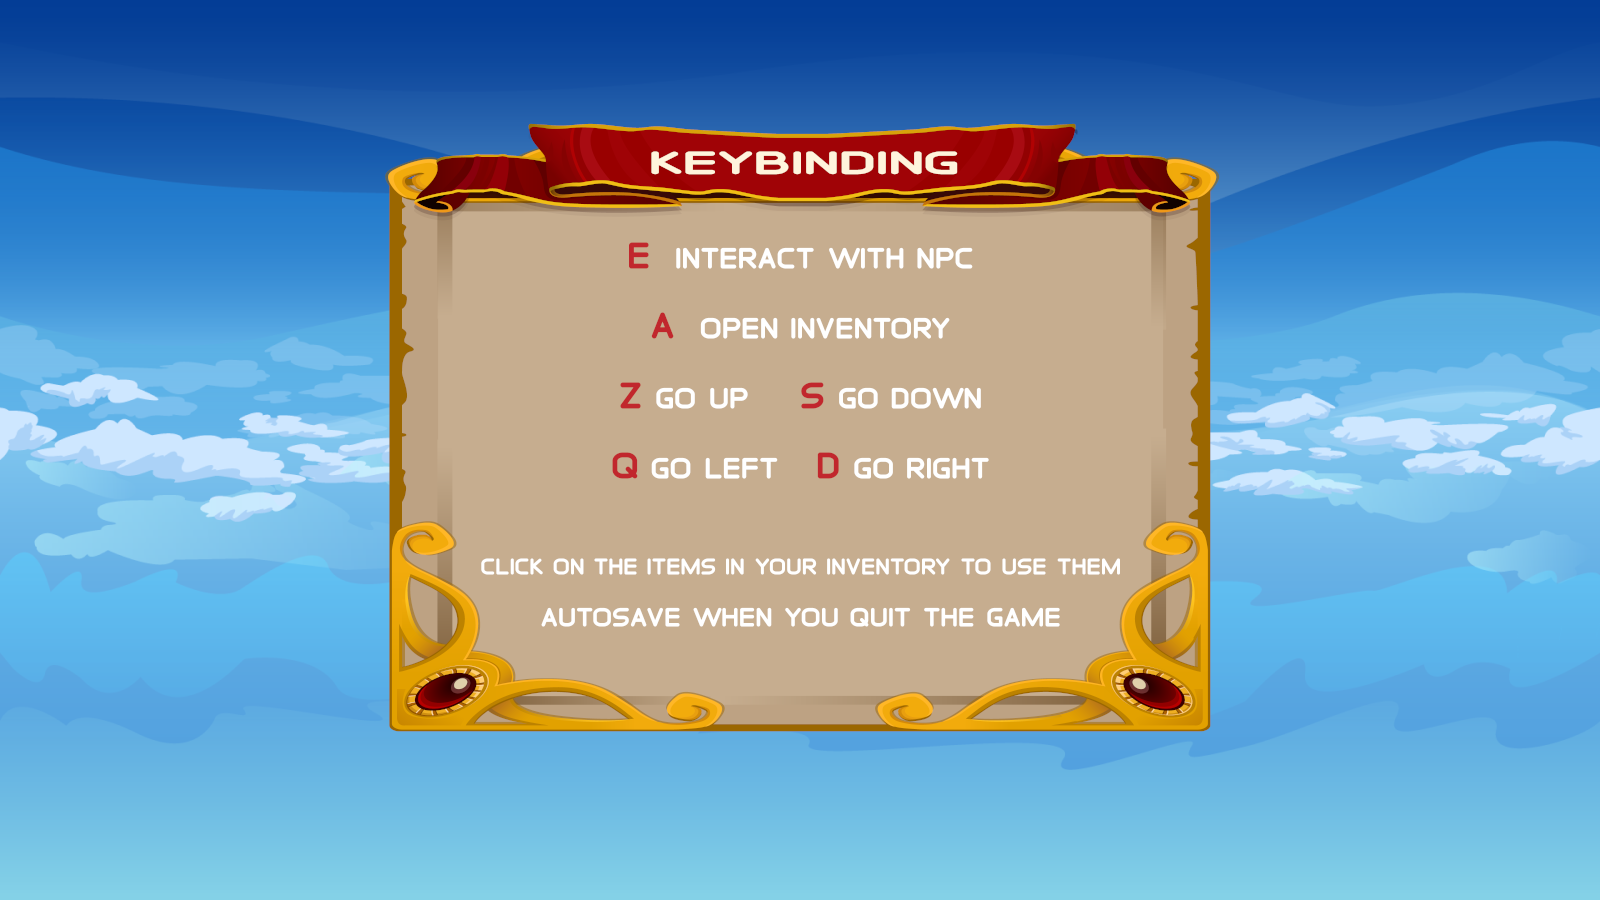 KEYBINDING
E INTERACT WITH NPC
A OPEN INVENTORY
Z GO UP S GO DOWN
Q GO LEFT D GO RIGHT
CLICK ON THE ITEMS IN YOUR INVENTORY TO USE THEM
AUTOSAVE WHEN YOU QUIT THE GAME